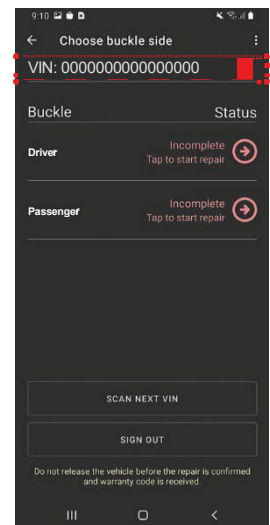 9:10
Choose buckle side
VIN: 0000000000000000
Buckle Status
Driver Incomplete
Tap to start repair
Passenger Incomplete
Tap to start repair
SCAN NEXT VIN
SIGN OUT
Do not release the vehicle before the repair is confirmed
and warranty code is received.